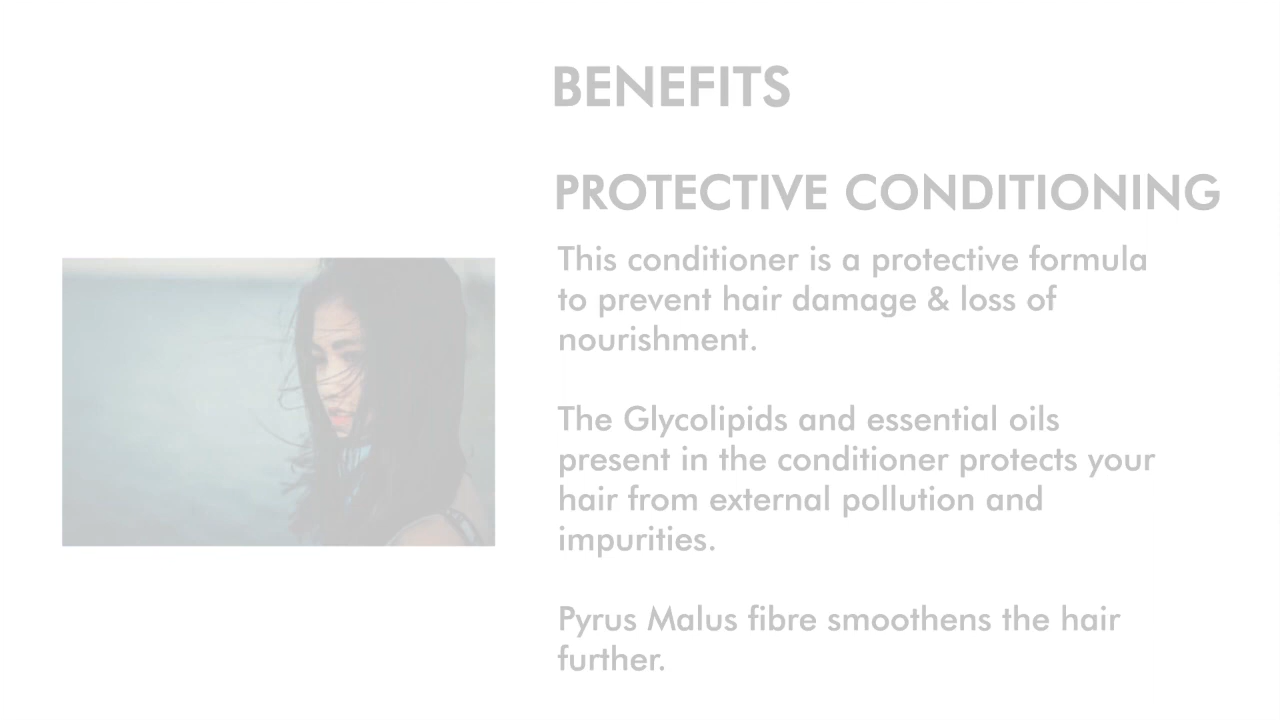 BENEFITS
PROTECTIVE CONDITIONING
This conditioner is a protective formula
to prevent hair damage & loss of
nourishment.
The Glycolipids and essential oils
present in the conditioner protects your
hair from external pollution and
impurities.
Pyrus Malus fibre smoothens the hair
further.